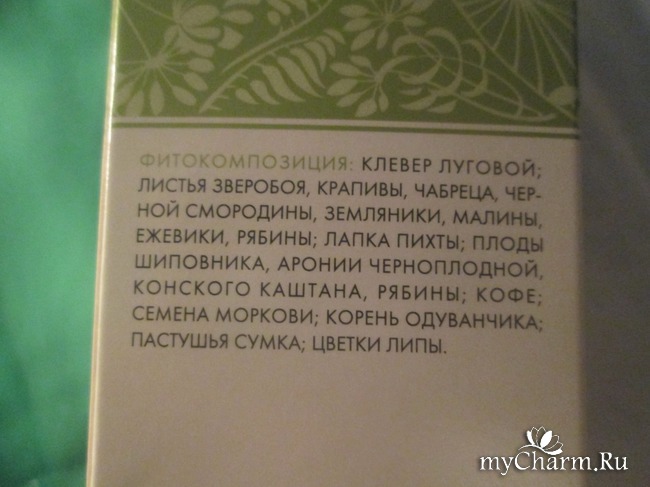 ФИТОКОМПОЗИЦИЯ: КЛЕВЕР ЛУГОВОЙ;
ЛИСТЬЯ ЗВЕРОБОЯ, КРАПИВЫ, ЧАБРЕЦА, ЧЕР-
НОЙ СМОРОДИНЫ, ЗЕМЛЯНИКИ, МАЛИНЫ,
ЕЖЕВИКИ, РЯБИНЫ; ЛАПКА ПИХТЫ; ПЛОДЫ
ШИПОВНИКА, АРОНИИ ЧЕРНОПЛОДНОЙ,
КОНСКОГО КАШТАНА, РЯБИНЫ; КОФЕ;
СЕМЕНА МОРКОВИ; КОРЕНЬ ОДУВАНЧИКА;
ПАСТУШЬЯ СУМКА; ЦВЕТКИ ЛИПЫ.
myCharm.Ru